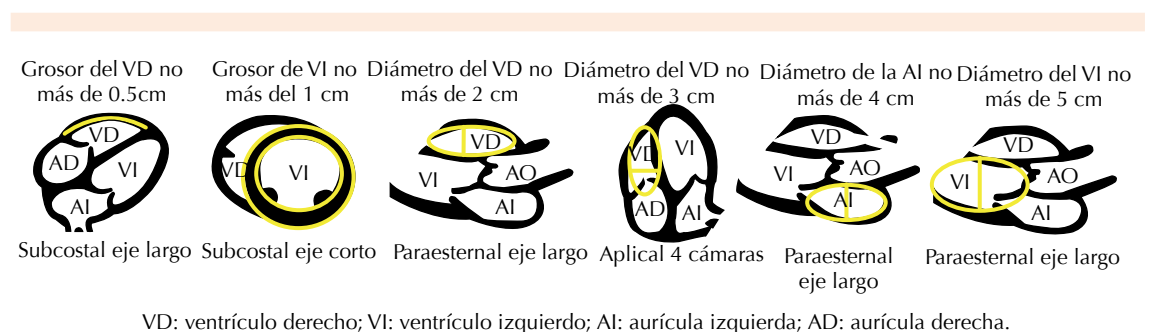 Grosor del VD no
más de 0.5cm
Grosor de VI no
más del 1 cm
Diámetro del VD no
más de 2 cm
Diámetro del VD no
más de 3 cm
Diámetro de la AI no
más de 4 cm
Diámetro del VI no
más de 5 cm
VD
AD
VI
AI
VD
VI
VD
VI
AO
AI
VD
VI
AD
AI
VD
VI
AO
AI
VD
VI
AO
AI
Subcostal eje largo
Subcostal eje corto
Paraesternal eje largo
Aplical 4 cámaras
Paraesternal
eje largo
Paraesternal eje largo
VD: ventrículo derecho; VI: ventrículo izquierdo; AI: aurícula izquierda; AD: aurícula derecha.